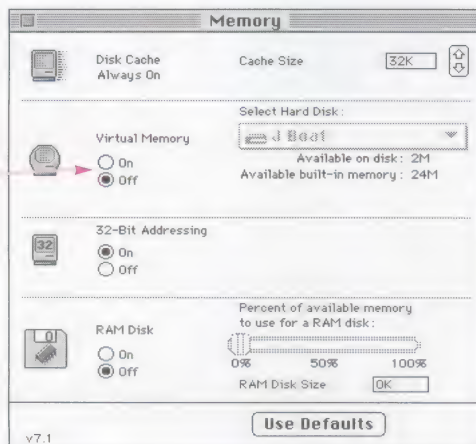 Memory
Disk Cache
Always On
Cache Size
32K
Select Hard Disk:
J Boat
Virtual Memory
On
Off
Available on disk: 2M
Available built-in memory: 24M
32
32-Bit Addressing
On
Off
Percent of available memory
to use for a RAM disk:
RAM Disk
On
Off
0% 50% 100%
RAM Disk Size
0K
Use Defaults
v7.1